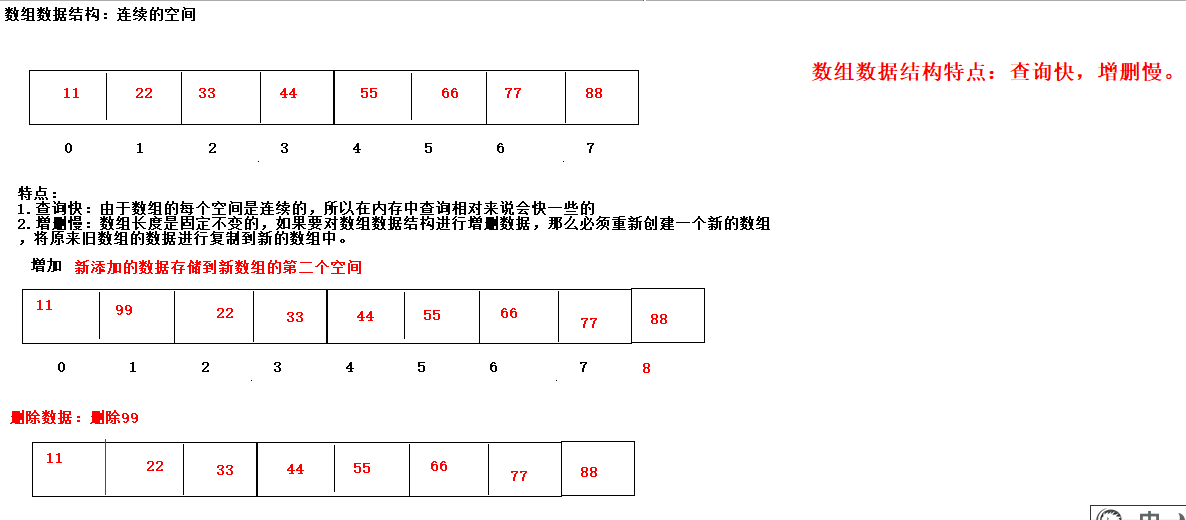 数组数据结构：连续的空间
数组数据结构特点：查询快，增删慢。
11 22 33 44 55 66 77 88
0 1 2 3 4 5 6 7
特点：
1.查询快：由于数组的每个空间是连续的，所以在内存中查询相对来说会快一些的
2.增删慢：数组长度是固定不变的，如果要对数组数据结构进行增删数据，那么必须重新创建一个新的数组
，将原来旧数组的数据进行复制到新的数组中。
增加 新添加的数据存储到新数组的第二个空间
11 99 22 33 44 55 66 77 88
0 1 2 3 4 5 6 7 8
删除数据：删除99
11 22 33 44 55 66 77 88